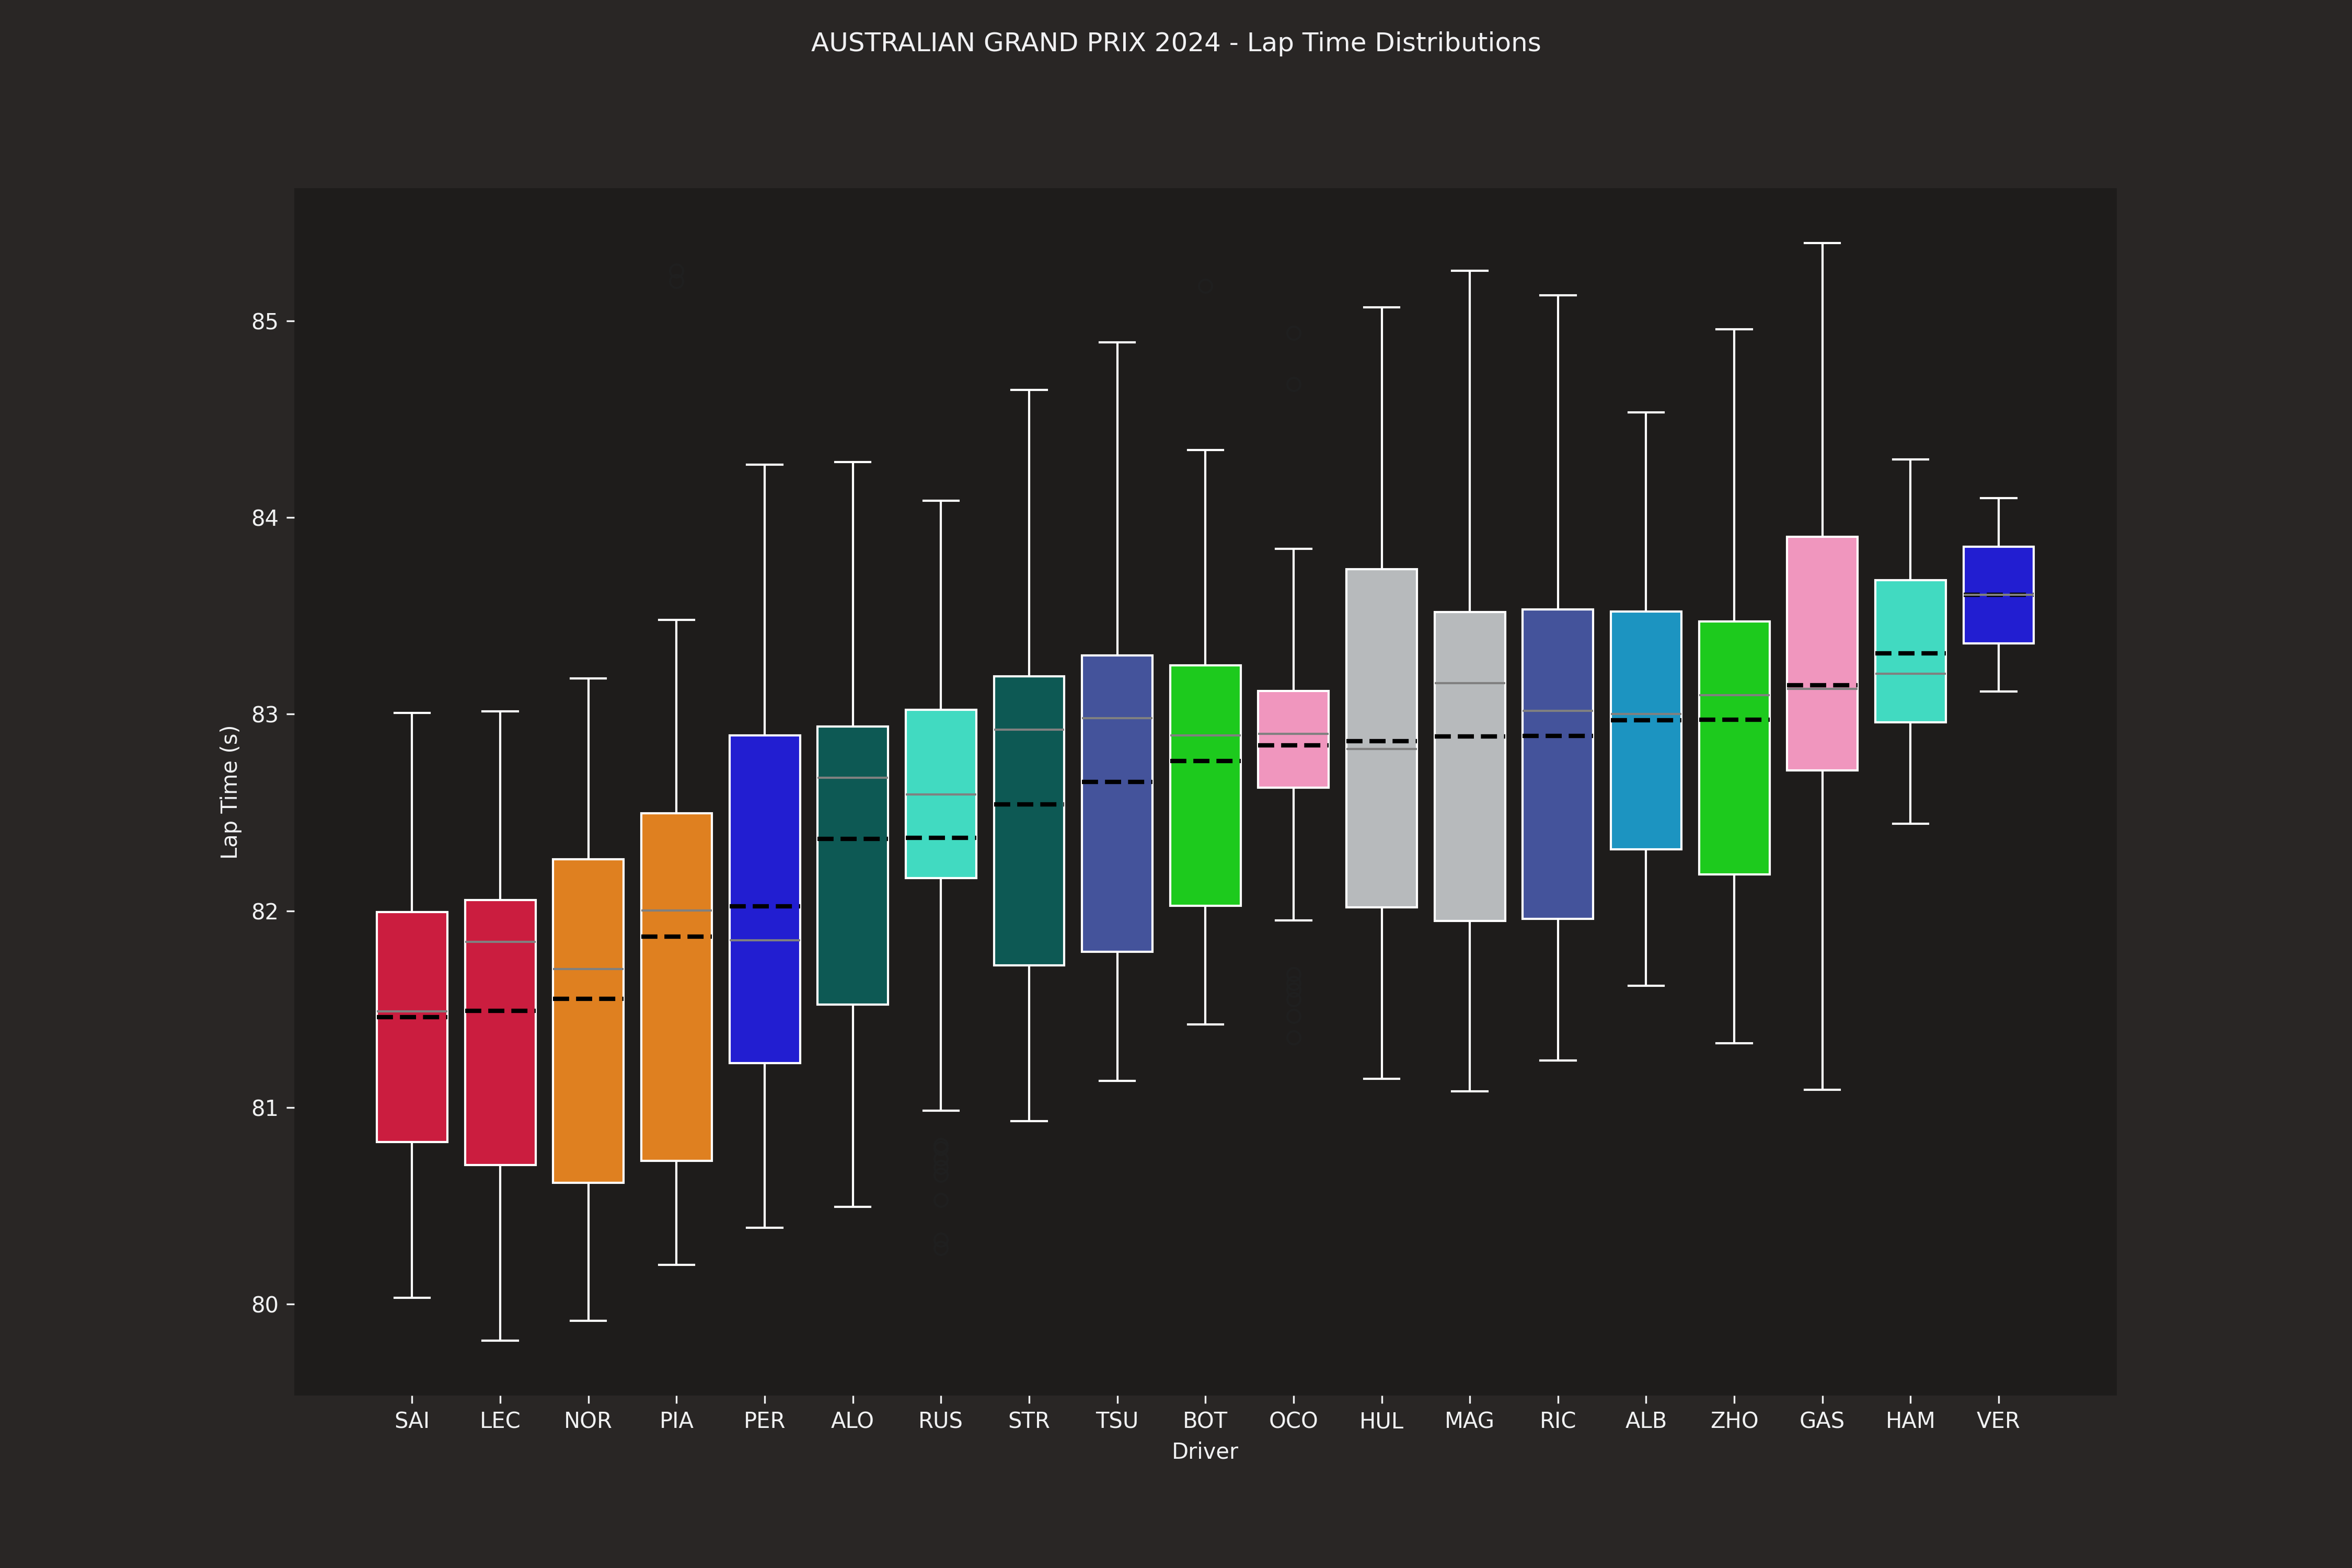 AUSTRALIAN GRAND PRIX 2024 - Lap Time Distributions
85
84
83
82
81
80
Lap Time (s)
SAI LEC NOR PIA PER ALO RUS STR TSU BOT OCO HUL MAG RIC ALB ZHO GAS HAM VER
Driver